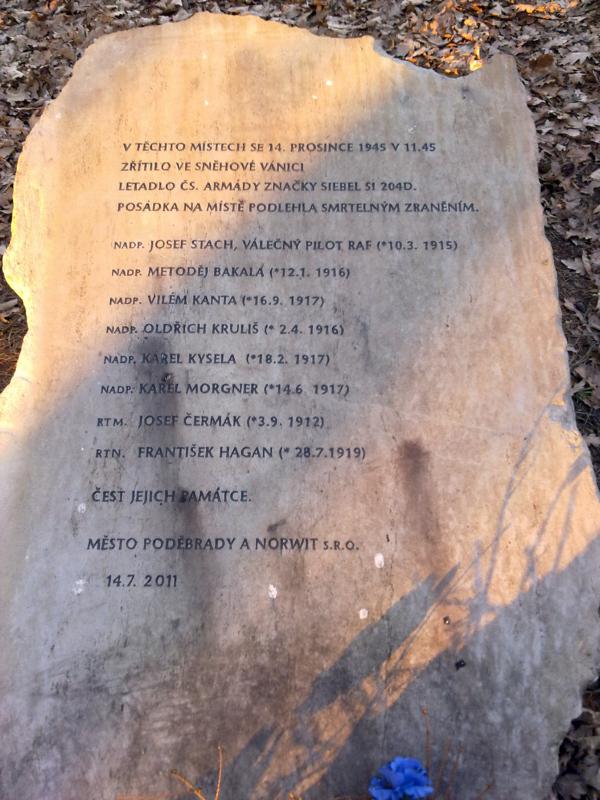 V TĚCHTO MÍSTECH SE 14. PROSINCE 1945 V 11.45
ZŘÍTILO VE SNĚHOVÉ VÁNICI
LETADLO ČS. ARMÁDY ZNAČKY SIEBEL SI 204D.
POSÁDKA NA MÍSTĚ PODLEHLA SMRTELNÝM ZRANĚNÍM.
NADP. JOSEF STACH, VÁLEČNÝ PILOT RAF (*10.3. 1915)
NADP. METODĚJ BAKALA (*12.1. 1916)
NADP. VILÉM KANTA (*16.9. 1917)
NADP. OLDŘICH KRULIŠ (* 2.4. 1916)
NADP. KAREL KYSELA (*18.2. 1917)
NADP. KAREL MORGNER (*14.6 1917)
RTM. JOSEF ČERMÁK (*3.9. 1912)
RTN. FRANTIŠEK HAGAN (* 28.7.1919)
ČEST JEJICH PAMÁTCE.
MĚSTO PODĚBRADY A NORWIT S.R.O.
14.7. 2011